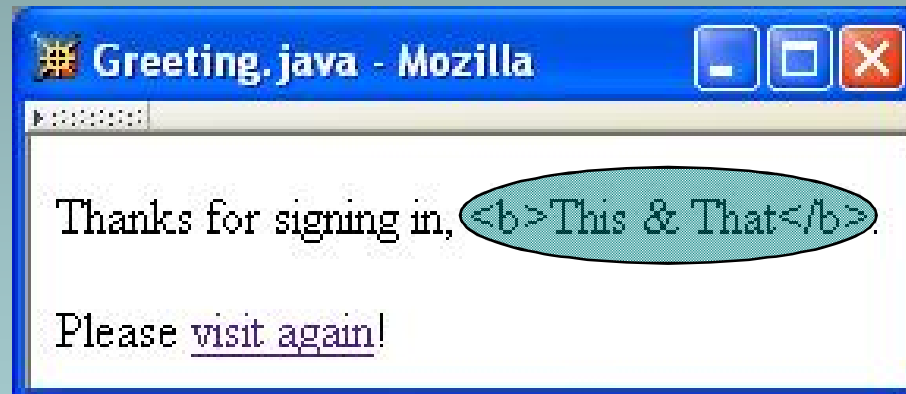 Greeting.java - Mozilla
Thanks for signing in, <b>This & That</b>.
Please visit again!